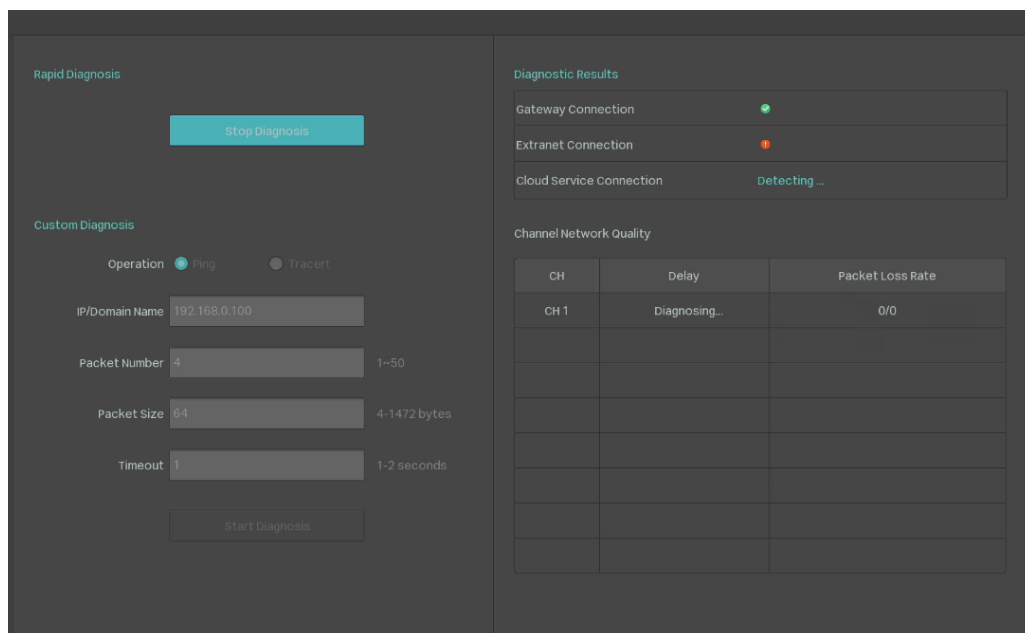 Rapid Diagnosis
Stop Diagnosis
Custom Diagnosis
Operation Ping Tracert
IP/Domain Name 192.168.0.100
Packet Number 4 1~50
Packet Size 64 4-1472 bytes
Timeout 1 1-2 seconds
Start Diagnosis
Diagnostic Results
Gateway Connection
Extranet Connection
Cloud Service Connection Detecting ...
Channel Network Quality
CH Delay Packet Loss Rate
CH 1 Diagnosing... 0/0